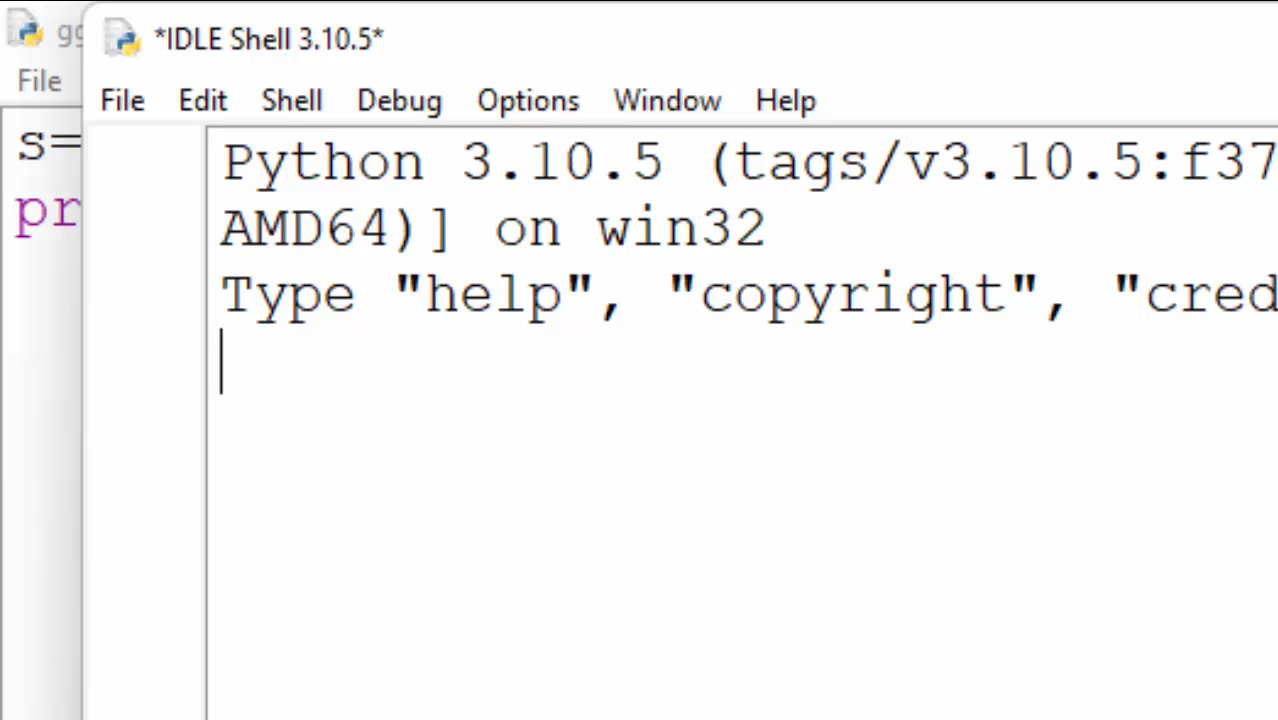 gg
*IDLE Shell 3.10.5*
File
File Edit Shell Debug Options Window Help
s=
pr
Python 3.10.5 (tags/v3.10.5:f37
AMD64)] on win32
Type "help", "copyright", "cred